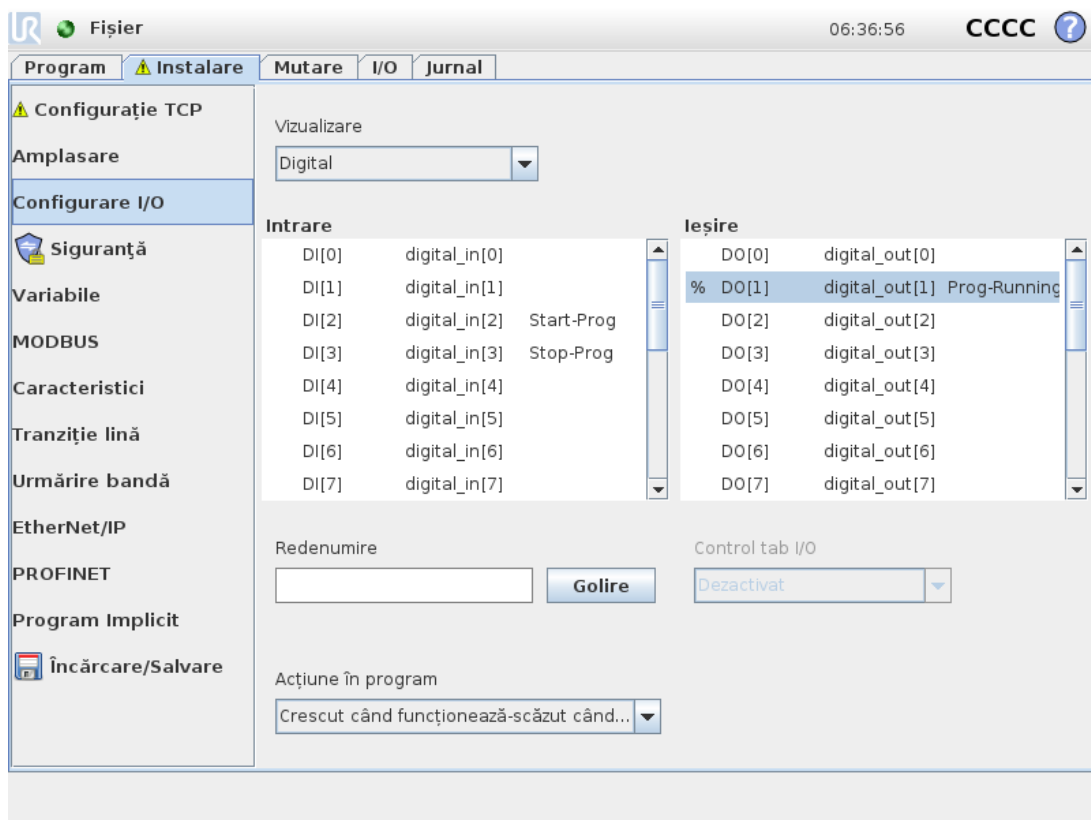 UR Fișier 06:36:56 CCCC ?
Program Instalare Mutare I/O Jurnal
Configurație TCP
Amplasare
Configurare I/O
Siguranţă
Variabile
MODBUS
Caracteristici
Tranziție lină
Urmărire bandă
EtherNet/IP
PROFINET
Program Implicit
Încărcare/Salvare
Vizualizare
Digital
Intrare
DI[0] digital_in[0]
DI[1] digital_in[1]
DI[2] digital_in[2] Start-Prog
DI[3] digital_in[3] Stop-Prog
DI[4] digital_in[4]
DI[5] digital_in[5]
DI[6] digital_in[6]
DI[7] digital_in[7]
Ieșire
DO[0] digital_out[0]
% DO[1] digital_out[1] Prog-Running
DO[2] digital_out[2]
DO[3] digital_out[3]
DO[4] digital_out[4]
DO[5] digital_out[5]
DO[6] digital_out[6]
DO[7] digital_out[7]
Redenumire
Golire
Control tab I/O
Dezactivat
Acțiune în program
Crescut când funcționează-scăzut când...